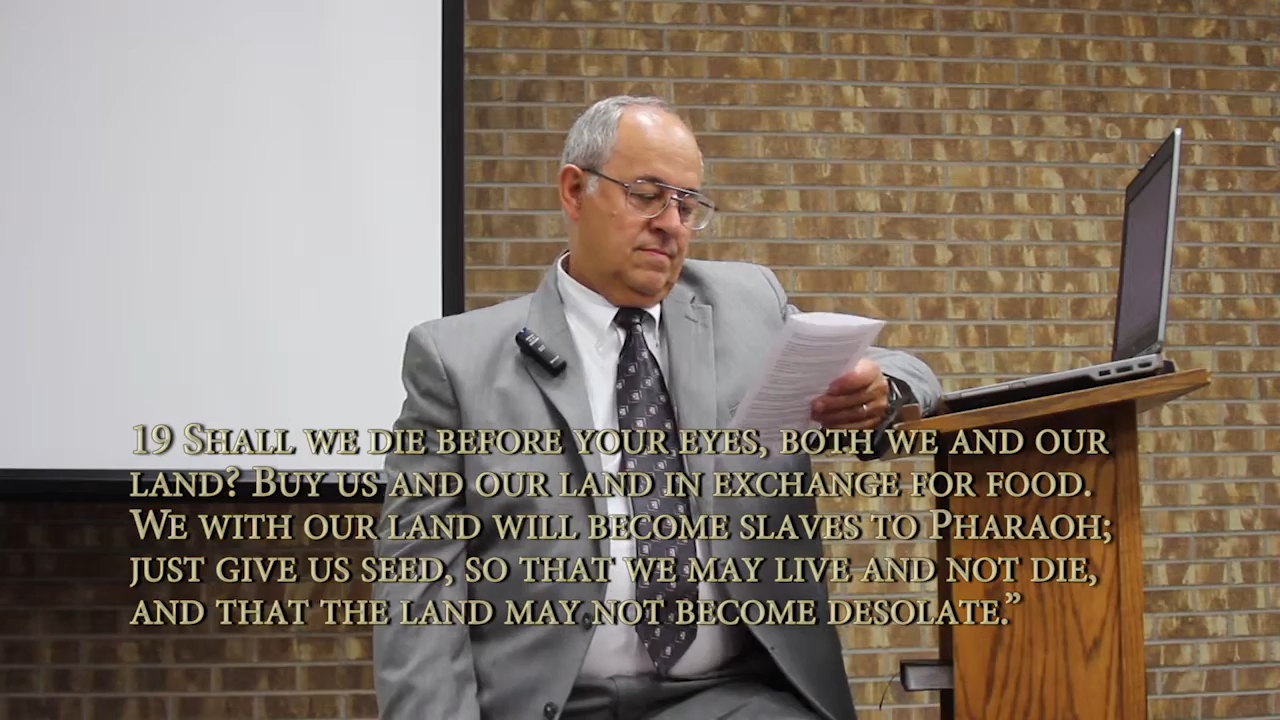 19 Shall we die before your eyes, both we and our
land? Buy us and our land in exchange for food.
We with our land will become slaves to Pharaoh;
just give us seed, so that we may live and not die,
and that the land may not become desolate.”